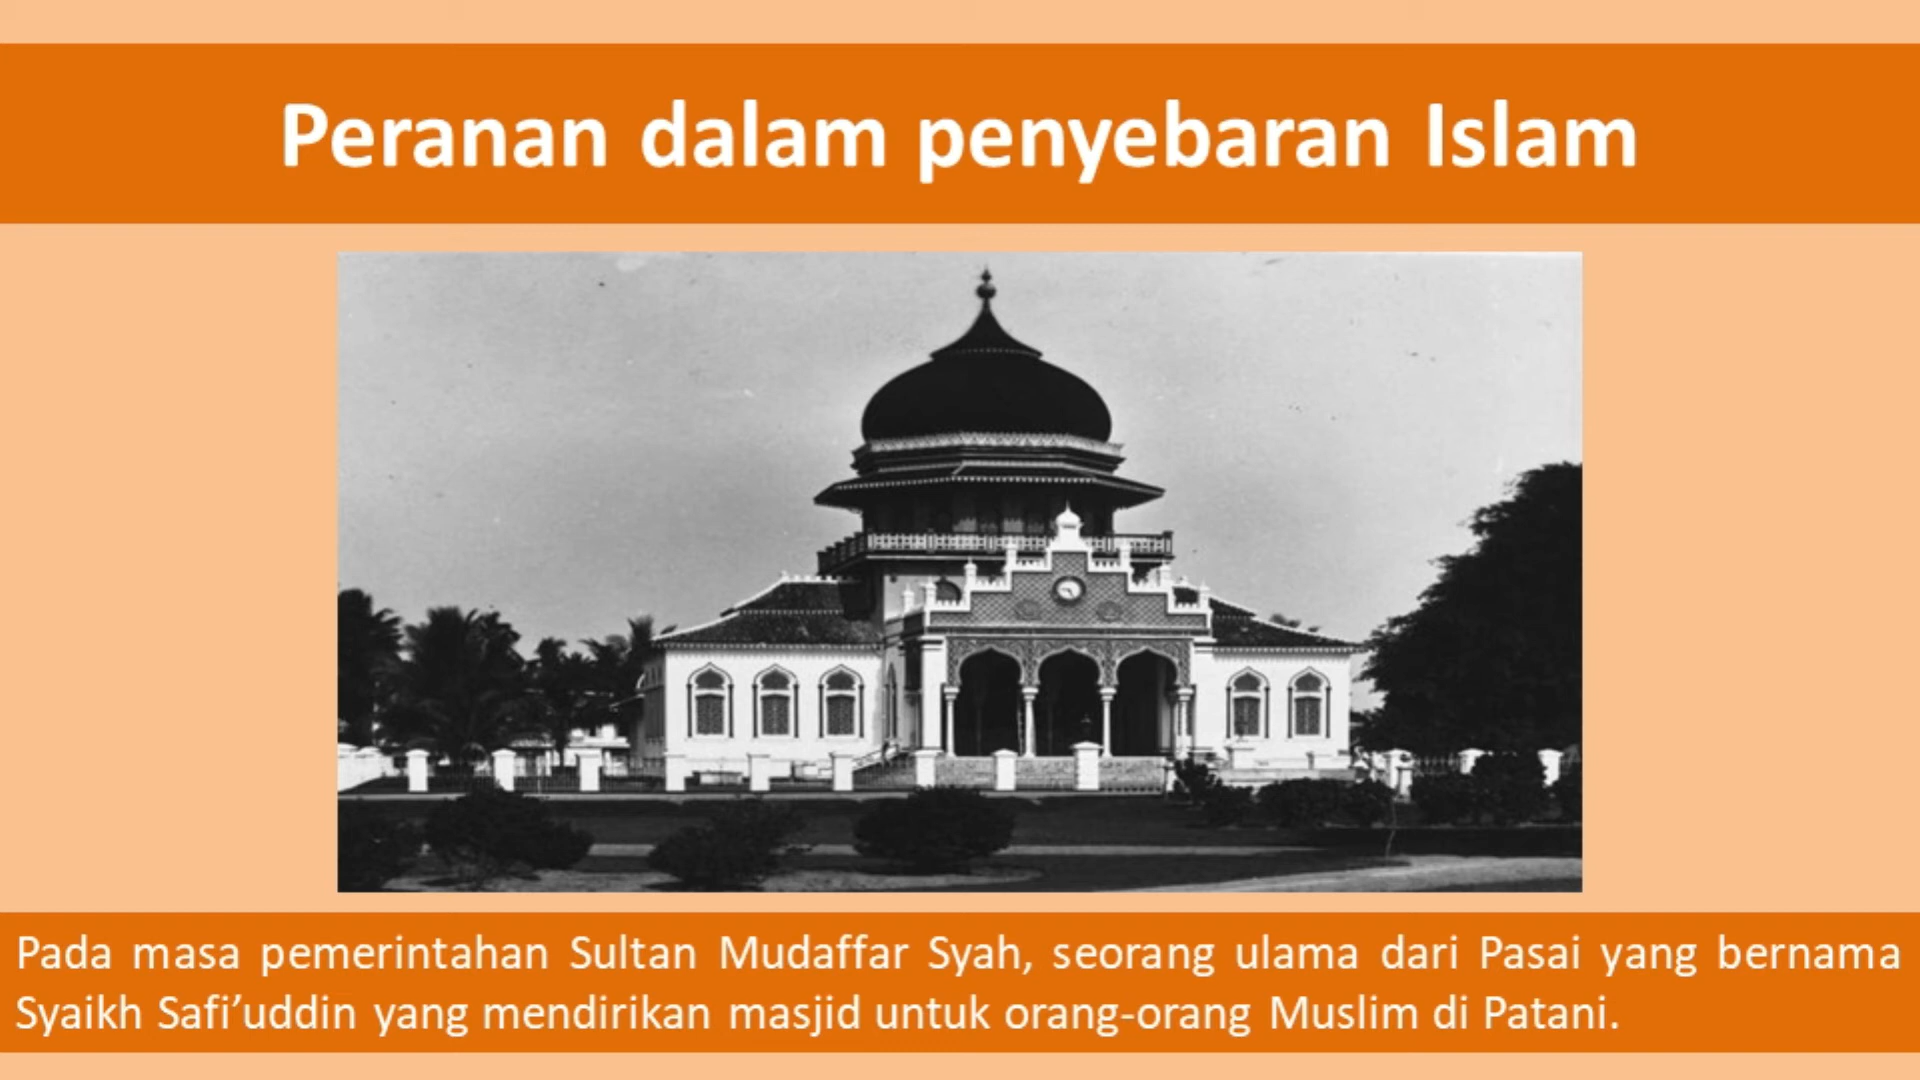 Peranan dalam penyebaran Islam
Pada masa pemerintahan Sultan Mudaffar Syah, seorang ulama dari Pasai yang bernama
Syaikh Safi’uddin yang mendirikan masjid untuk orang-orang Muslim di Patani.